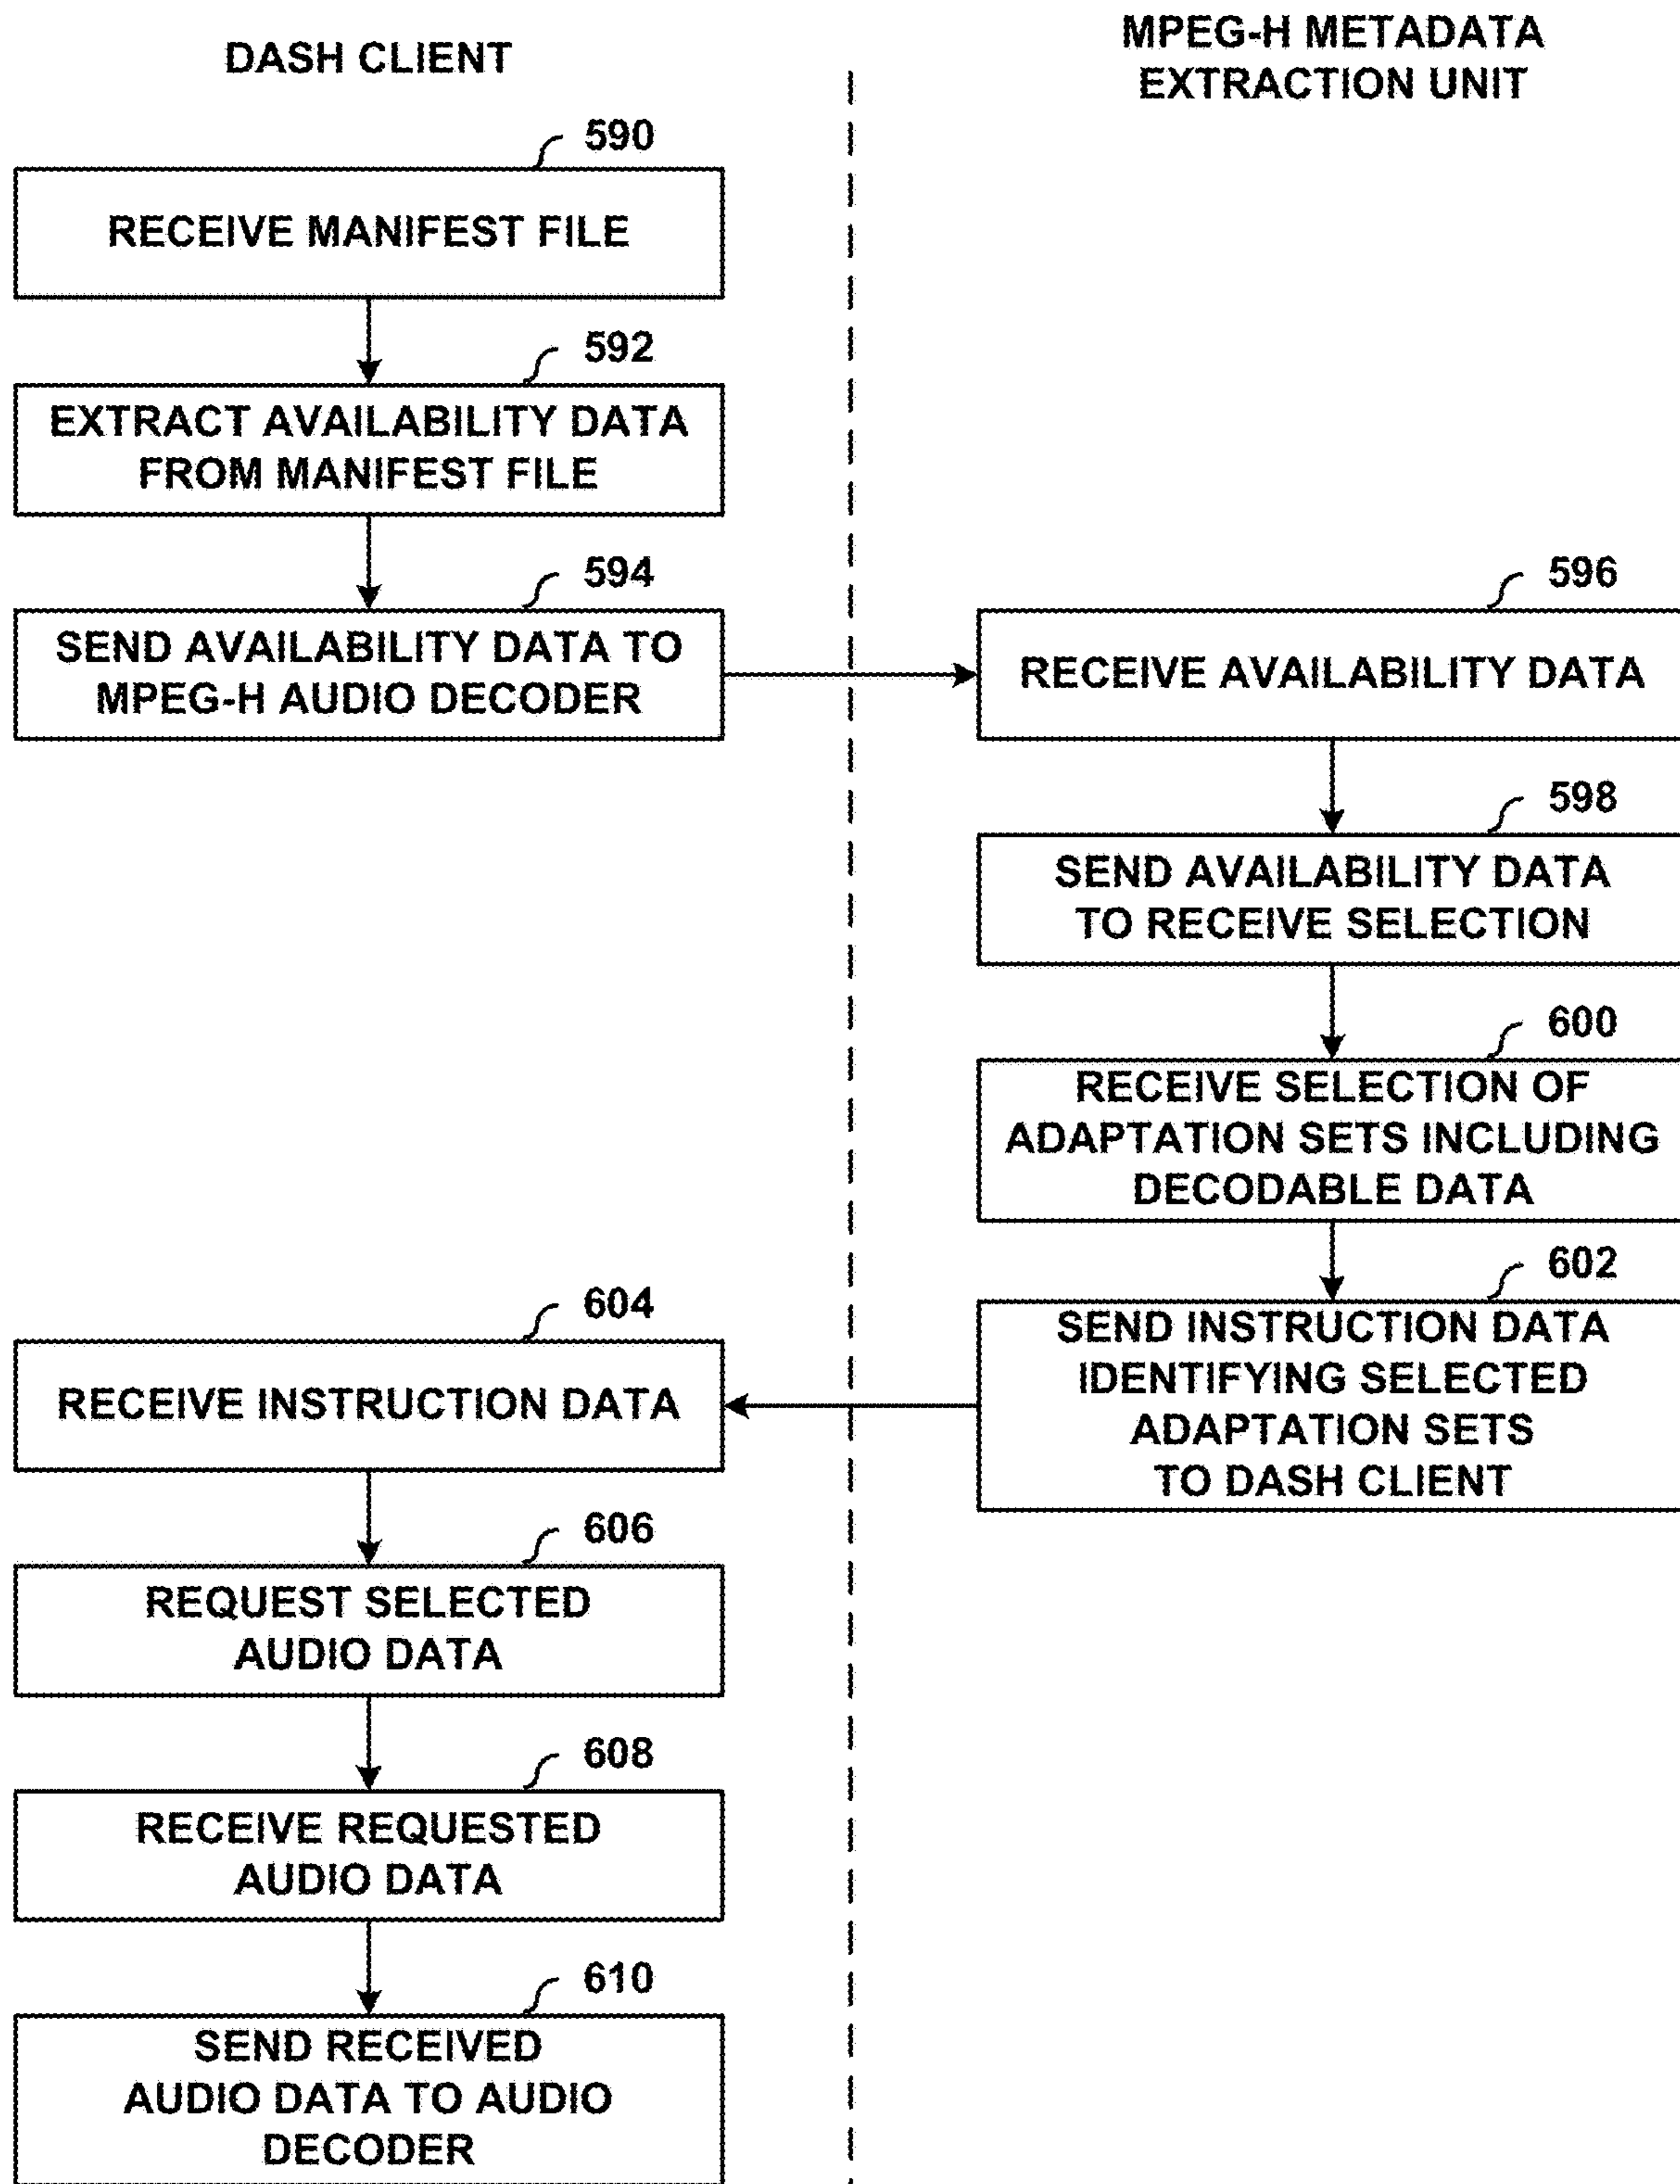 DASH CLIENT
MPEG-H METADATA
EXTRACTION UNIT
590
RECEIVE MANIFEST FILE
592
EXTRACT AVAILABILITY DATA
FROM MANIFEST FILE
594
SEND AVAILABILITY DATA TO
MPEG-H AUDIO DECODER
596
RECEIVE AVAILABILITY DATA
598
SEND AVAILABILITY DATA
TO RECEIVE SELECTION
600
RECEIVE SELECTION OF
ADAPTATION SETS INCLUDING
DECODABLE DATA
602
SEND INSTRUCTION DATA
IDENTIFYING SELECTED
ADAPTATION SETS
TO DASH CLIENT
604
RECEIVE INSTRUCTION DATA
606
REQUEST SELECTED
AUDIO DATA
608
RECEIVE REQUESTED
AUDIO DATA
610
SEND RECEIVED
AUDIO DATA TO AUDIO
DECODER